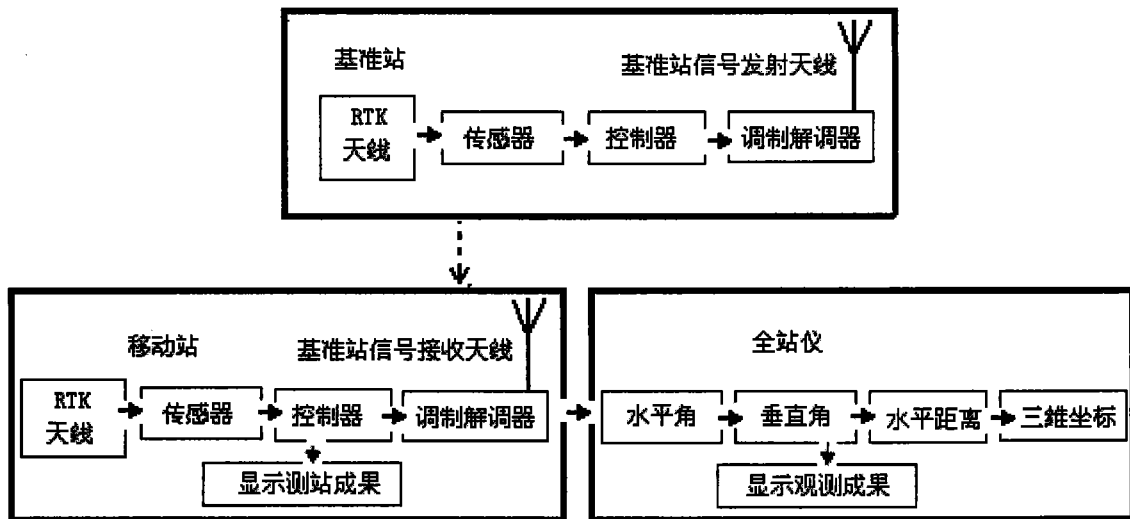 基准站
基准站信号发射天线
RTK
天线
传感器
控制器
调制解调器
移动站
基准站信号接收天线
RTK
天线
传感器
控制器
调制解调器
显示测站成果
全站仪
水平角
垂直角
水平距离
三维坐标
显示观测成果